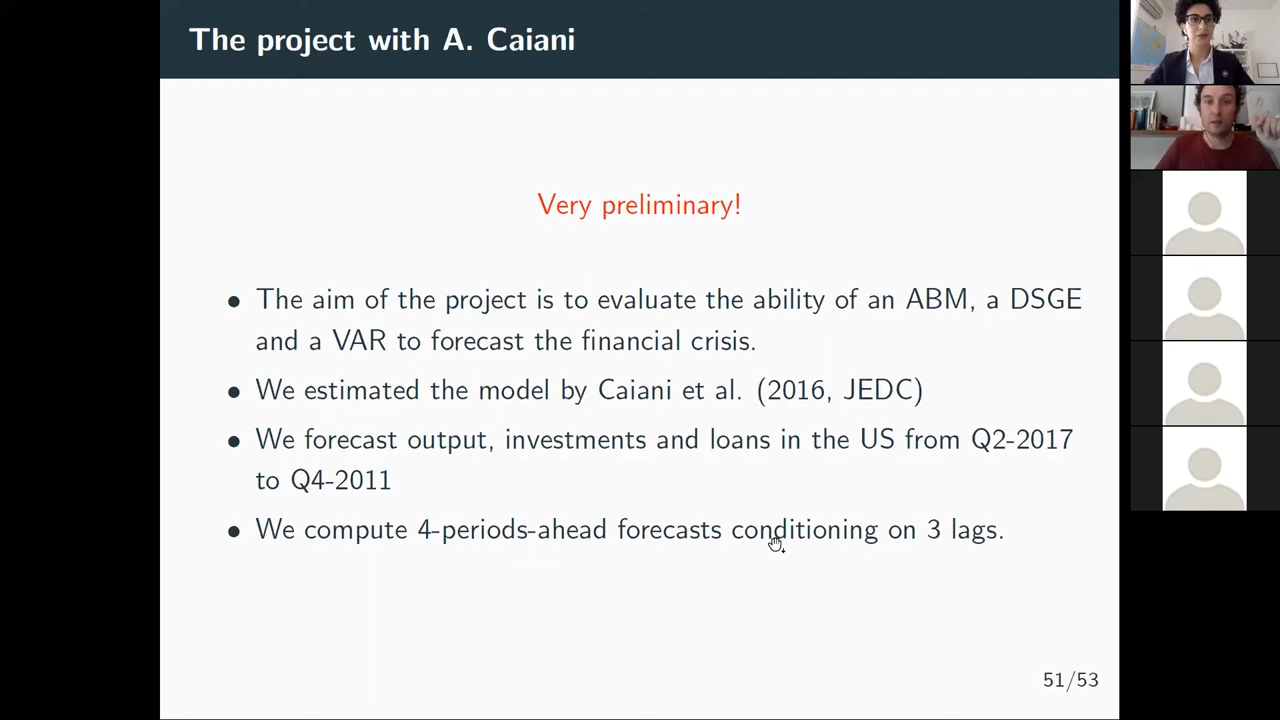 The project with A. Caiani
Very preliminary!
• The aim of the project is to evaluate the ability of an ABM, a DSGE
and a VAR to forecast the financial crisis.
• We estimated the model by Caiani et al. (2016, JEDC)
• We forecast output, investments and loans in the US from Q2-2017
to Q4-2011
• We compute 4-periods-ahead forecasts conditioning on 3 lags.
51/53